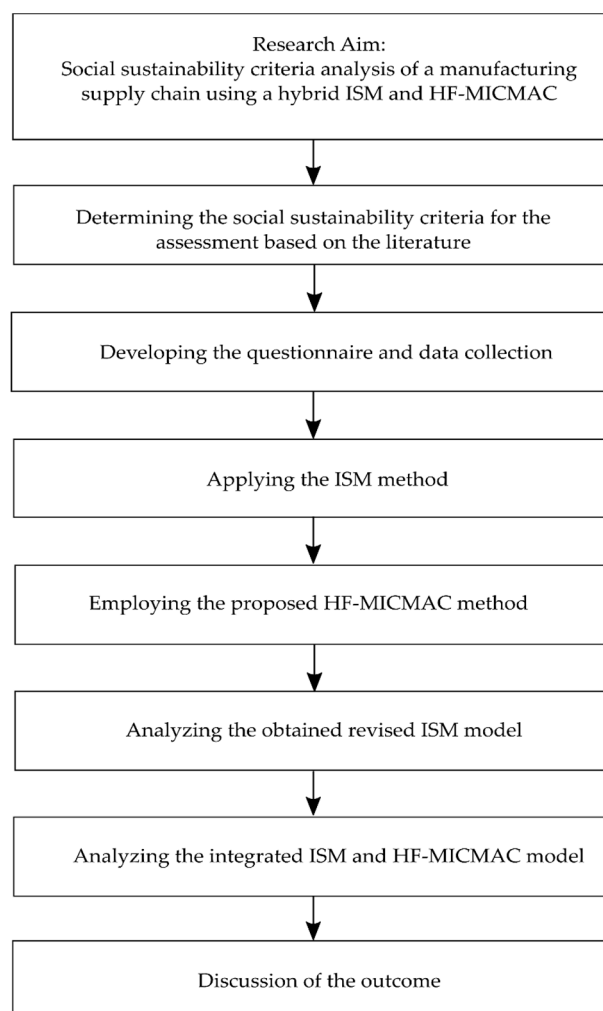 Research Aim:
Social sustainability criteria analysis of a manufacturing
supply chain using a hybrid ISM and HF-MICMAC
Determining the social sustainability criteria for the
assessment based on the literature
Developing the questionnaire and data collection
Applying the ISM method
Employing the proposed HF-MICMAC method
Analyzing the obtained revised ISM model
Analyzing the integrated ISM and HF-MICMAC model
Discussion of the outcome